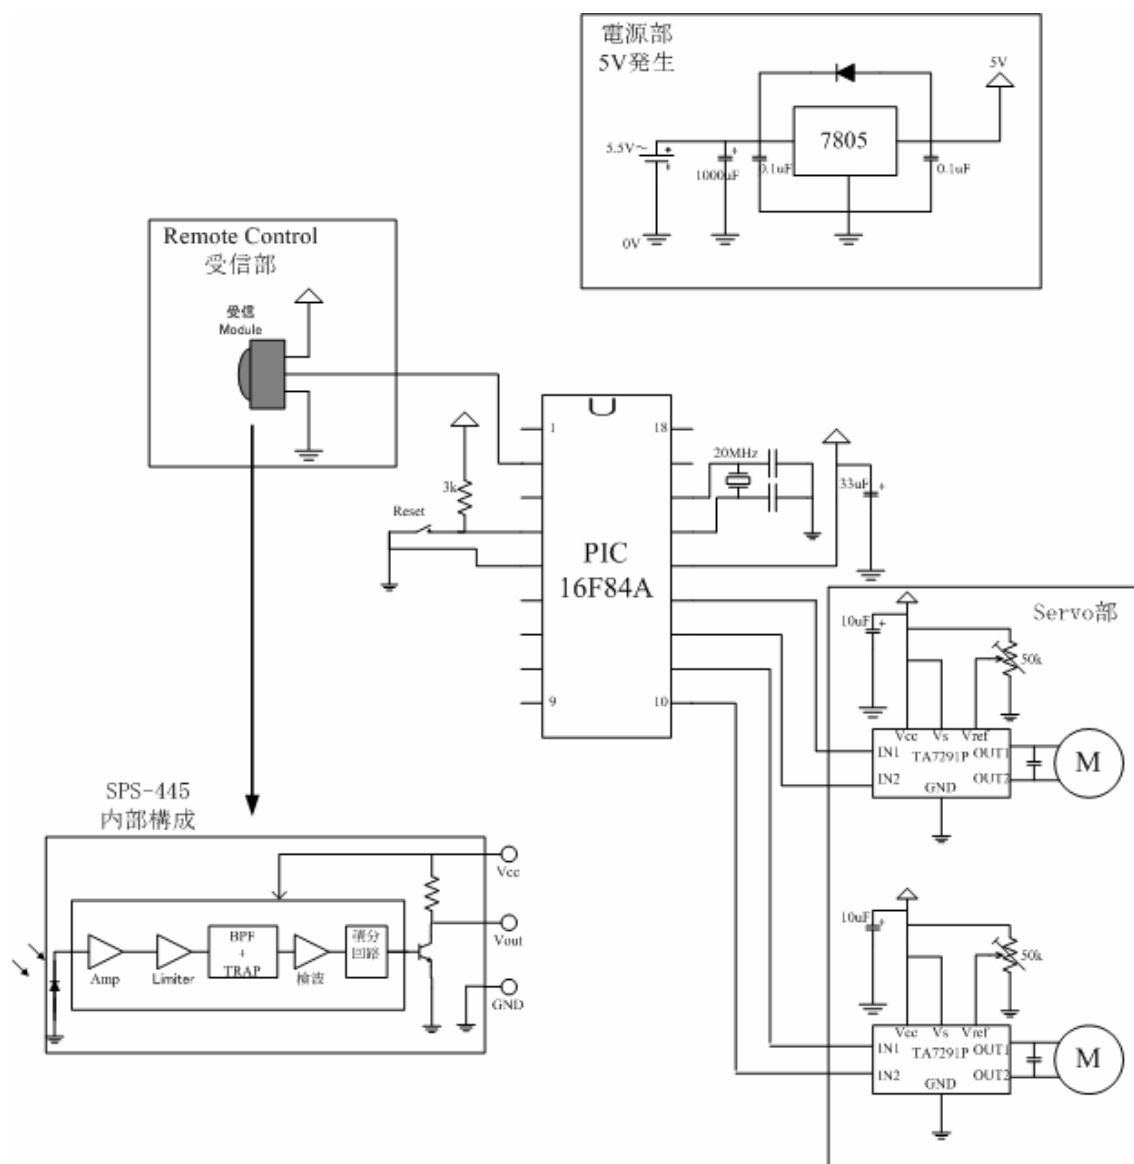 電源部
5V発生
5V
7805
5.5V～
+
-
+
1000uF
0.1uF
0.1uF
0V
Remote Control
受信部
受信
Module
1
18
3k
Reset
20MHz
33uF
+
PIC
16F84A
9
10
Servo部
10uF
+
50k
Vcc
Vs
Vref
IN1
TA7291P
OUT1
IN2
OUT2
GND
M
SPS-445
内部構成
Vcc
Vout
GND
Amp
Limiter
BPF
+
TRAP
検波
積分
回路
10uF
+
50k
Vcc
Vs
Vref
IN1
TA7291P
OUT1
IN2
OUT2
GND
M